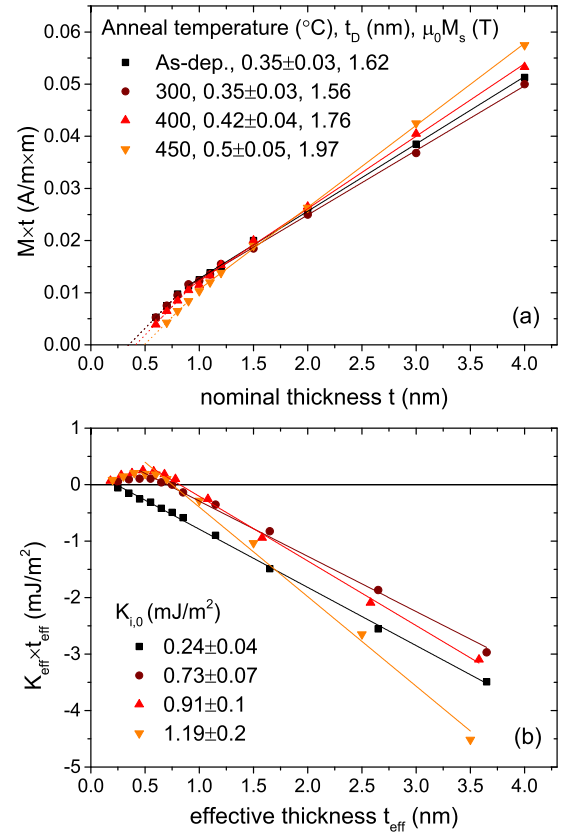 Anneal temperature (°C), t_D (nm), μ₀M_s (T)
As-dep., 0.35±0.03, 1.62
300, 0.35±0.03, 1.56
400, 0.42±0.04, 1.76
450, 0.5±0.05, 1.97
M×t (A/m×m)
0.06
0.05
0.04
0.03
0.02
0.01
0.00
(a)
0.0 0.5 1.0 1.5 2.0 2.5 3.0 3.5 4.0
nominal thickness t (nm)
K_eff×t_eff (mJ/m²)
1
0
-1
-2
-3
-4
-5
K_i,0 (mJ/m²)
0.24±0.04
0.73±0.07
0.91±0.1
1.19±0.2
(b)
0.0 0.5 1.0 1.5 2.0 2.5 3.0 3.5 4.0
effective thickness t_eff (nm)